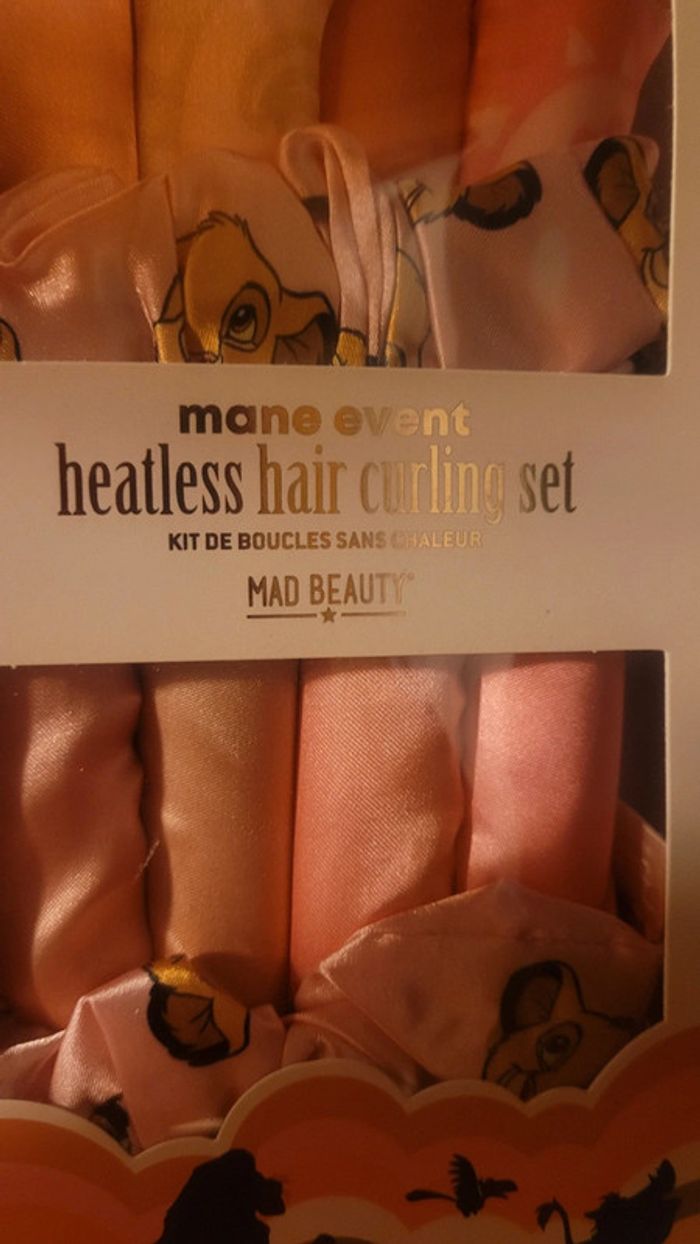 mane event
heatless hair curling set
KIT DE BOUCLES SANS CHALEUR
MAD BEAUTY